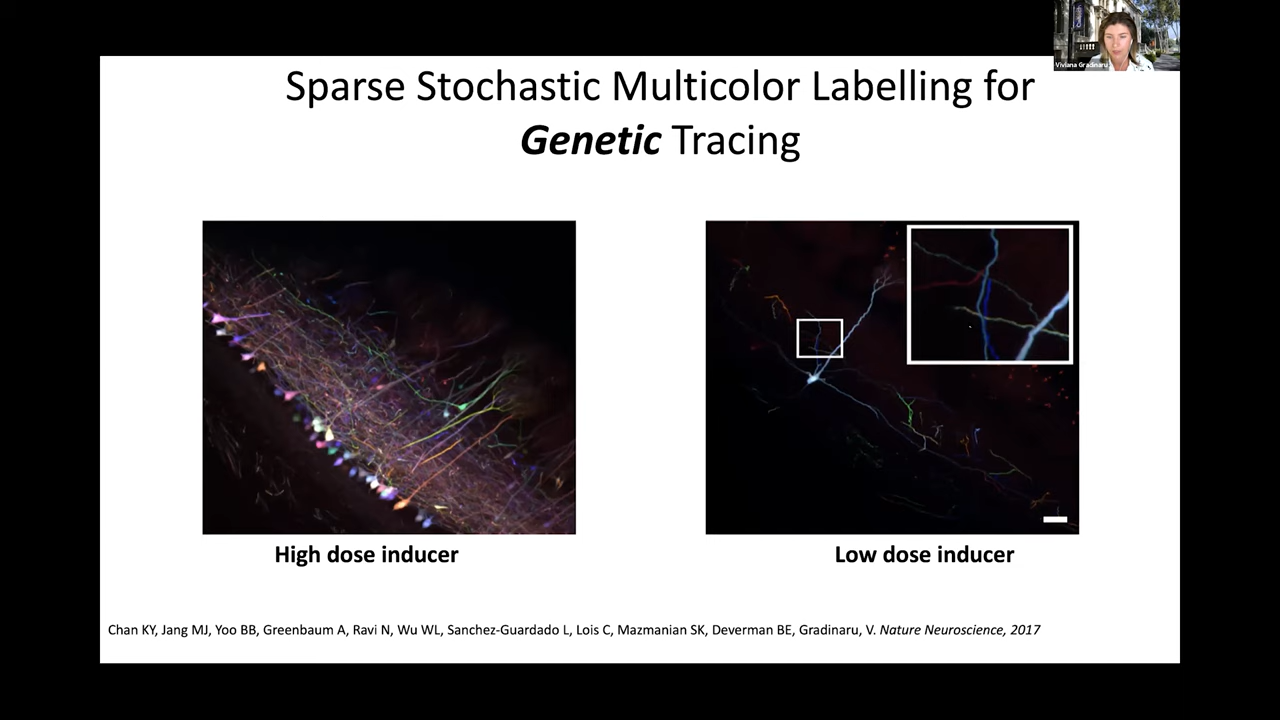 Viviana Gradinaru
Sparse Stochastic Multicolor Labelling for
Genetic Tracing
High dose inducer
Low dose inducer
Chan KY, Jang MJ, Yoo BB, Greenbaum A, Ravi N, Wu WL, Sanchez-Guardado L, Lois C, Mazmanian SK, Deverman BE, Gradinaru, V. Nature Neuroscience, 2017